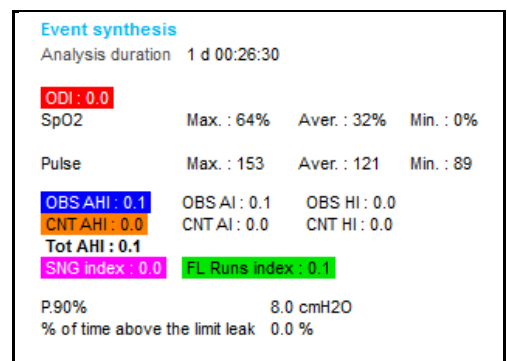 Event synthesis
Analysis duration 1 d 00:26:30
ODI : 0.0
SpO2 Max. : 64% Aver. : 32% Min. : 0%
Pulse Max. : 153 Aver. : 121 Min. : 89
OBS AHI : 0.1 OBS AI : 0.1 OBS HI : 0.0
CNT AHI : 0.0 CNT AI : 0.0 CNT HI : 0.0
Tot AHI : 0.1
SNG index : 0.0 FL Runs index : 0.1
P.90% 8.0 cmH2O
% of time above the limit leak 0.0 %